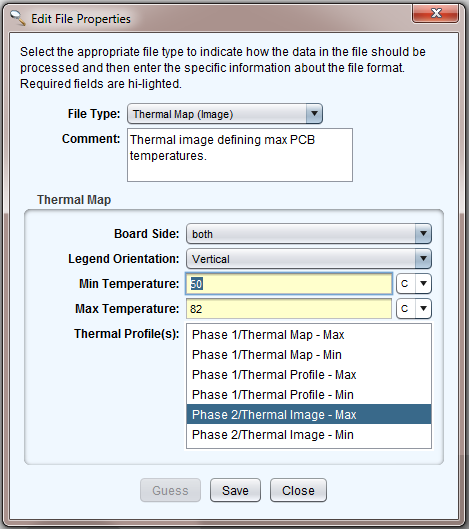 Edit File Properties
Select the appropriate file type to indicate how the data in the file should be
processed and then enter the specific information about the file format.
Required fields are hi-lighted.
File Type: Thermal Map (Image)
Comment: Thermal image defining max PCB
temperatures.
Thermal Map
Board Side: both
Legend Orientation: Vertical
Min Temperature: 50 C
Max Temperature: 82 C
Thermal Profile(s): Phase 1/Thermal Map - Max
Phase 1/Thermal Map - Min
Phase 1/Thermal Profile - Max
Phase 1/Thermal Profile - Min
Phase 2/Thermal Image - Max
Phase 2/Thermal Image - Min
Guess Save Close